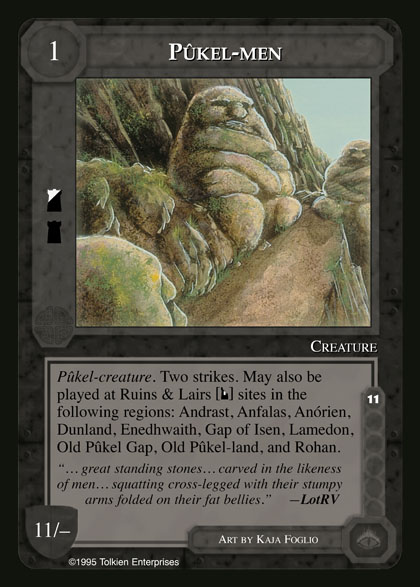 1
PÛKEL-MEN
CREATURE
Pûkel-creature. Two strikes. May also be
played at Ruins & Lairs [] sites in the
following regions: Andrast, Anfalas, Anórien,
Dunland, Enedhwaith, Gap of Isen, Lamedon,
Old Pûkel Gap, Old Pûkel-land, and Rohan.
11
“… great standing stones… carved in the likeness
of men… squatting cross-legged with their stumpy
arms folded on their fat bellies.” –LotRV
11/–
ART BY KAJA FOGLIO
©1995 Tolkien Enterprises